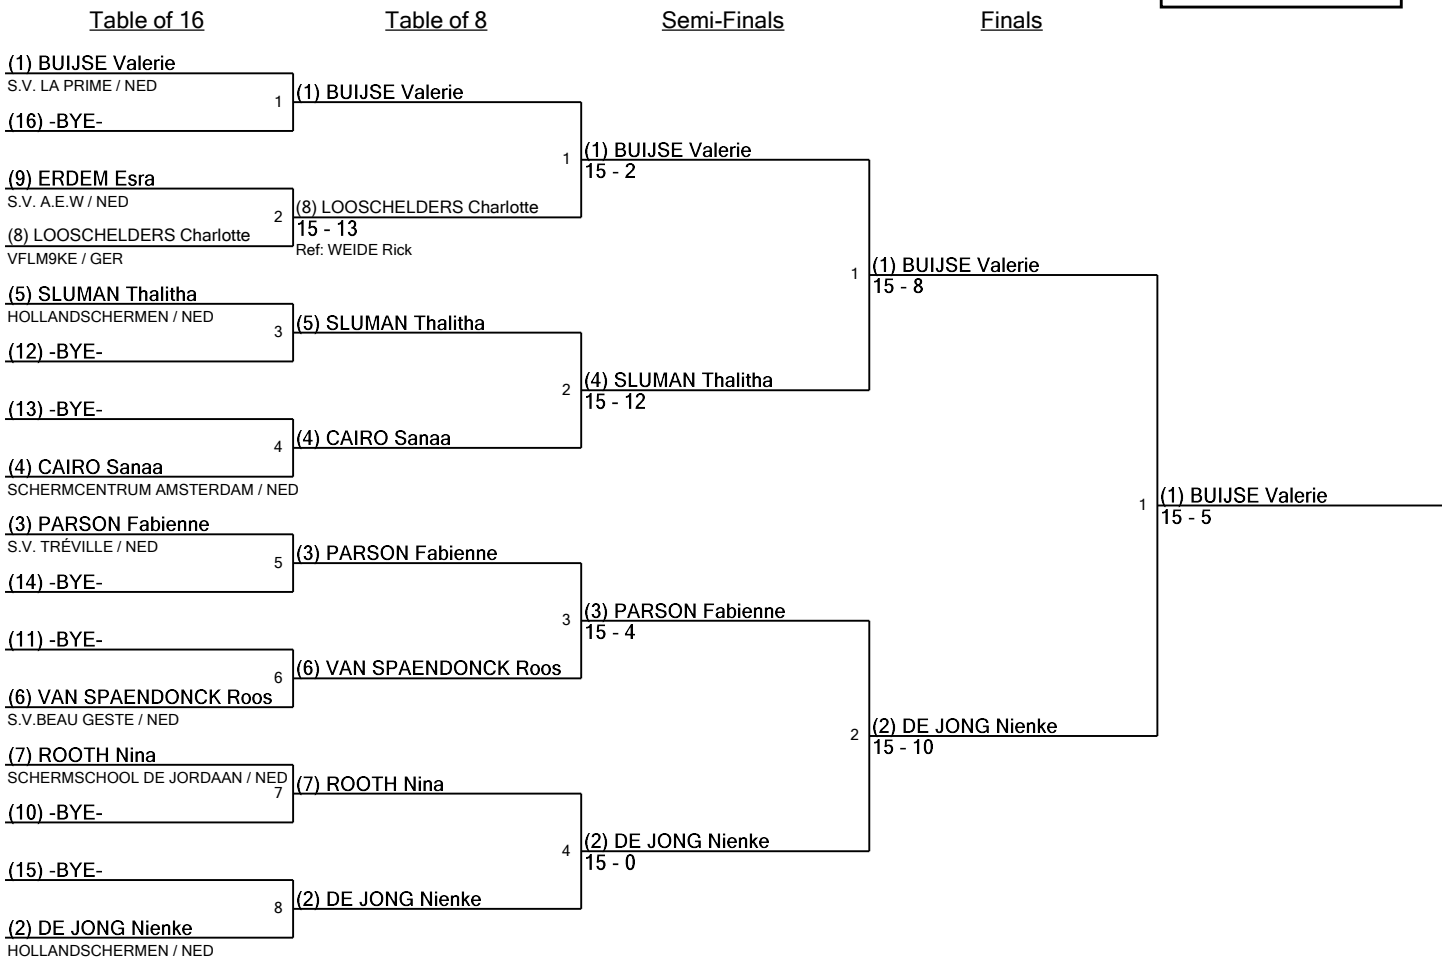 Table of 16
Table of 8
Semi-Finals
Finals
(1) BUIJSE Valerie
S.V. LA PRIME / NED
1
(16) -BYE-
(9) ERDEM Esra
S.V. A.E.W / NED
2
(8) LOOSCHELDERS Charlotte
VFLM9KE / GER
(5) SLUMAN Thalitha
HOLLANDSCHERMEN / NED
3
(12) -BYE-
(13) -BYE-
4
(4) CAIRO Sanaa
SCHERMCENTRUM AMSTERDAM / NED
(3) PARSON Fabienne
S.V. TRÉVILLE / NED
5
(14) -BYE-
(11) -BYE-
6
(6) VAN SPAENDONCK Roos
S.V.BEAU GESTE / NED
(7) ROOTH Nina
SCHERMSCHOOL DE JORDAAN / NED
7
(10) -BYE-
(15) -BYE-
8
(2) DE JONG Nienke
HOLLANDSCHERMEN / NED
(1) BUIJSE Valerie
1
(8) LOOSCHELDERS Charlotte
15 - 13
Ref: WEIDE Rick
(5) SLUMAN Thalitha
2
(4) CAIRO Sanaa
(3) PARSON Fabienne
3
(6) VAN SPAENDONCK Roos
(7) ROOTH Nina
4
(2) DE JONG Nienke
(1) BUIJSE Valerie
15 - 2
1
(4) SLUMAN Thalitha
15 - 12
(3) PARSON Fabienne
15 - 4
2
(2) DE JONG Nienke
15 - 0
(1) BUIJSE Valerie
15 - 8
1
(2) DE JONG Nienke
15 - 10
(1) BUIJSE Valerie
15 - 5